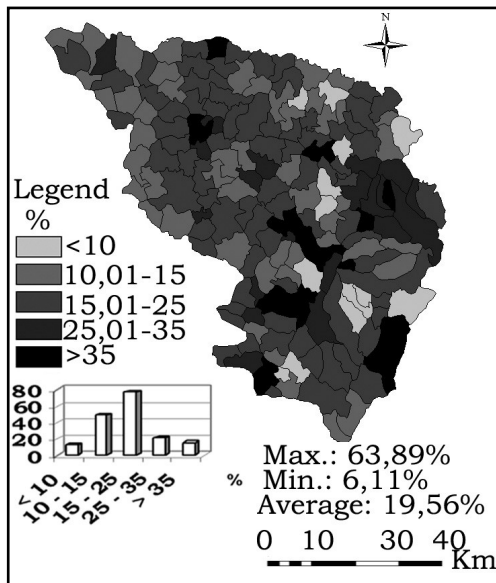 N
Legend
%
<10
10,01-15
15,01-25
25,01-35
>35
80
60
40
20
0
< 10
10 - 15
15 - 25
25 - 35
> 35
%
Max.: 63,89%
Min.: 6,11%
Average: 19,56%
0 10 20 30 40
Km